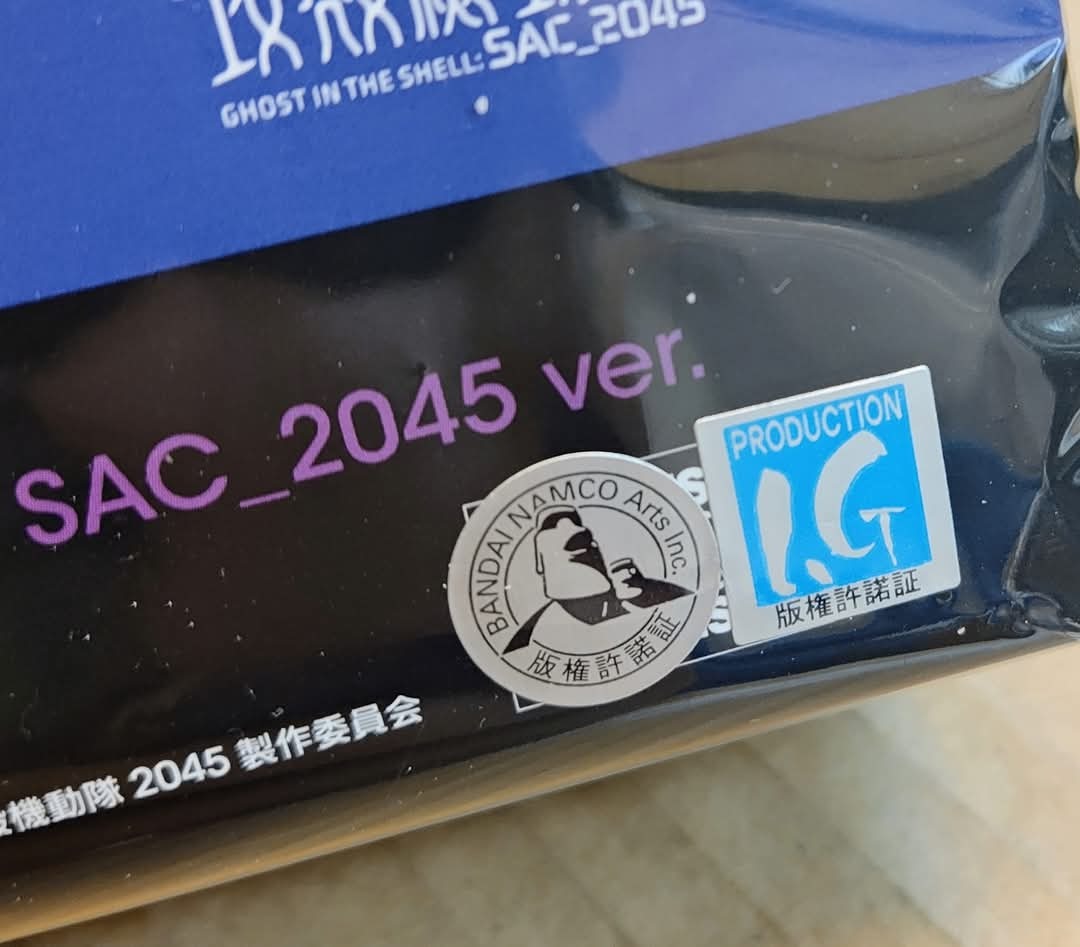 GHOST IN THE SHELL: SAC_2045
SAC_2045 ver.
BANDAI NAMCO Arts Inc.
版権許諾証
PRODUCTION
I.G
版権許諾証
機動隊 2045 製作委員会